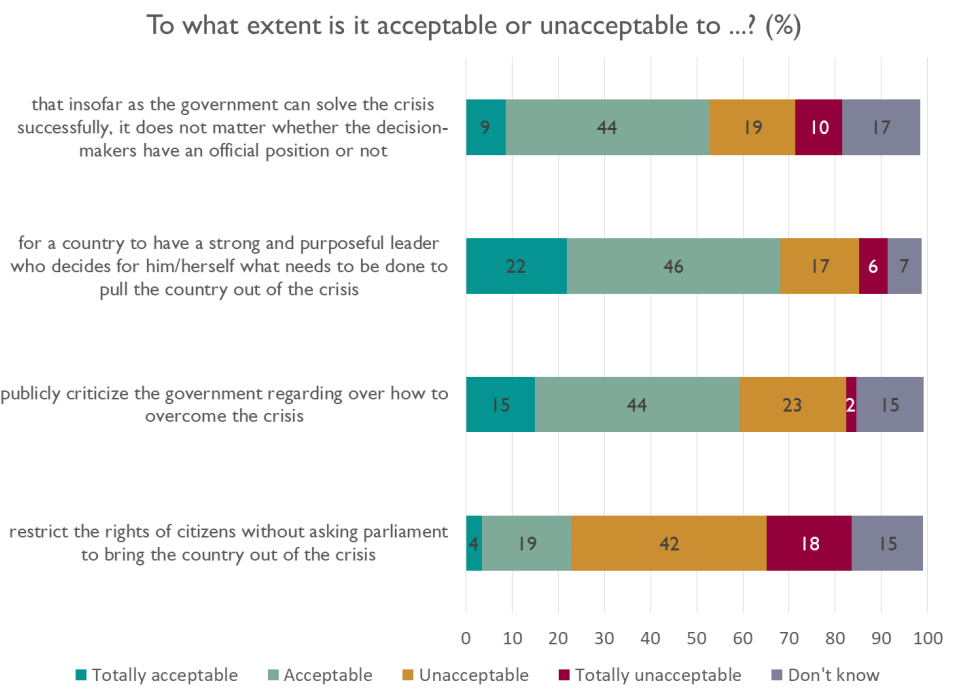 To what extent is it acceptable or unacceptable to ...? (%)
that insofar as the government can solve the crisis
successfully, it does not matter whether the decision-
makers have an official position or not
9 44 19 10 17
for a country to have a strong and purposeful leader
who decides for him/herself what needs to be done to
pull the country out of the crisis
22 46 17 6 7
publicly criticize the government regarding over how to
overcome the crisis
15 44 23 2 15
restrict the rights of citizens without asking parliament
to bring the country out of the crisis
4 19 42 18 15
0 10 20 30 40 50 60 70 80 90 100
Totally acceptable Acceptable Unacceptable Totally unacceptable Don't know